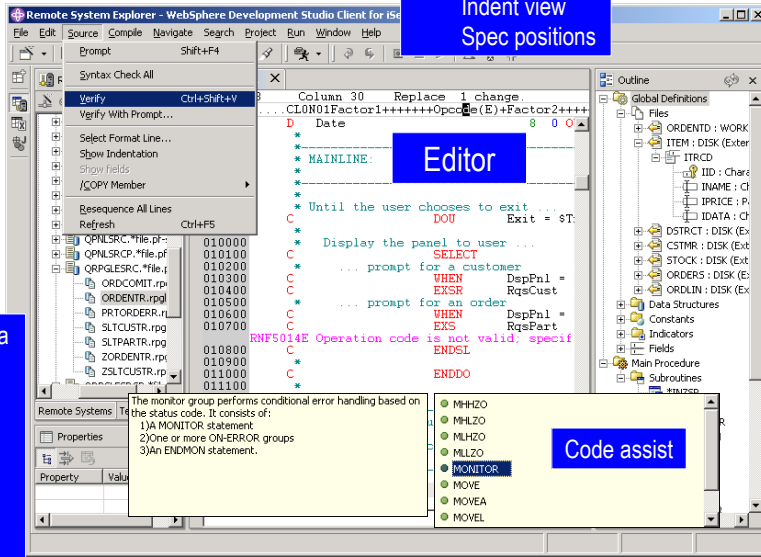 Remote System Explorer - WebSphere Development Studio Client for iSe
Indent view
Spec positions
File Edit Source Compile Navigate Search Project Run Window Help
Prompt Shift+F4
Syntax Check All
Verify Ctrl+Shift+V
Verify With Prompt...
Select Format Line...
Show Indentation
Show fields
/COPY Member
Resequence All Lines
Refresh Ctrl+F5
QPNLSRC.*file.pf-s
QPNLSRCP.*file.pf
QRPGLESRC.*file.p
ORDCOMIT.rpg
ORDENTR.rpgl
PRTORDERR.r
SLTCUSTR.rpg
SLTPARTR.rpg
ZORDENTR.rpg
ZSLTCUSTR.rp
Remote Systems Te
Properties
Property Value
Column 30 Replace 1 change.
....CL0N01Factor1+++++++Opcode(E)+Factor2++++
D Date 8 0
*
*
* MAINLINE:
*
*
* Until the user chooses to exit ...
C DOU Exit = $T
*
010000 * Display the panel to user ...
010100 C SELECT
010200 * ... prompt for a customer
010300 C WHEN DspPnl =
010400 C EXSR RqsCust
010500 * ... prompt for an order
010600 C WHEN DspPnl =
010700 C EXS RqsPart
RNF5014E Operation code is not valid; specif
010800 C ENDSL
010900 *
011000 C ENDDO
011100 *
Editor
Outline
Global Definitions
Files
ORDENTD : WORK
ITEM : DISK (Exter
ITRCD
IID : Chara
INAME : Ch
IPRICE : P
IDATA : Ch
DSTRCT : DISK (Ext
CSTMR : DISK (Ext
STOCK : DISK (Ext
ORDERS : DISK (E
ORDLIN : DISK (Ex
Data Structures
Constants
Indicators
Fields
Main Procedure
Subroutines
*INZSR
a
The monitor group performs conditional error handling based on
the status code. It consists of:
1)A MONITOR statement
2)One or more ON-ERROR groups
3)An ENDMON statement.
MHHZO
MHLZO
MLHZO
MLLZO
MONITOR
MOVE
MOVEA
MOVEL
Code assist